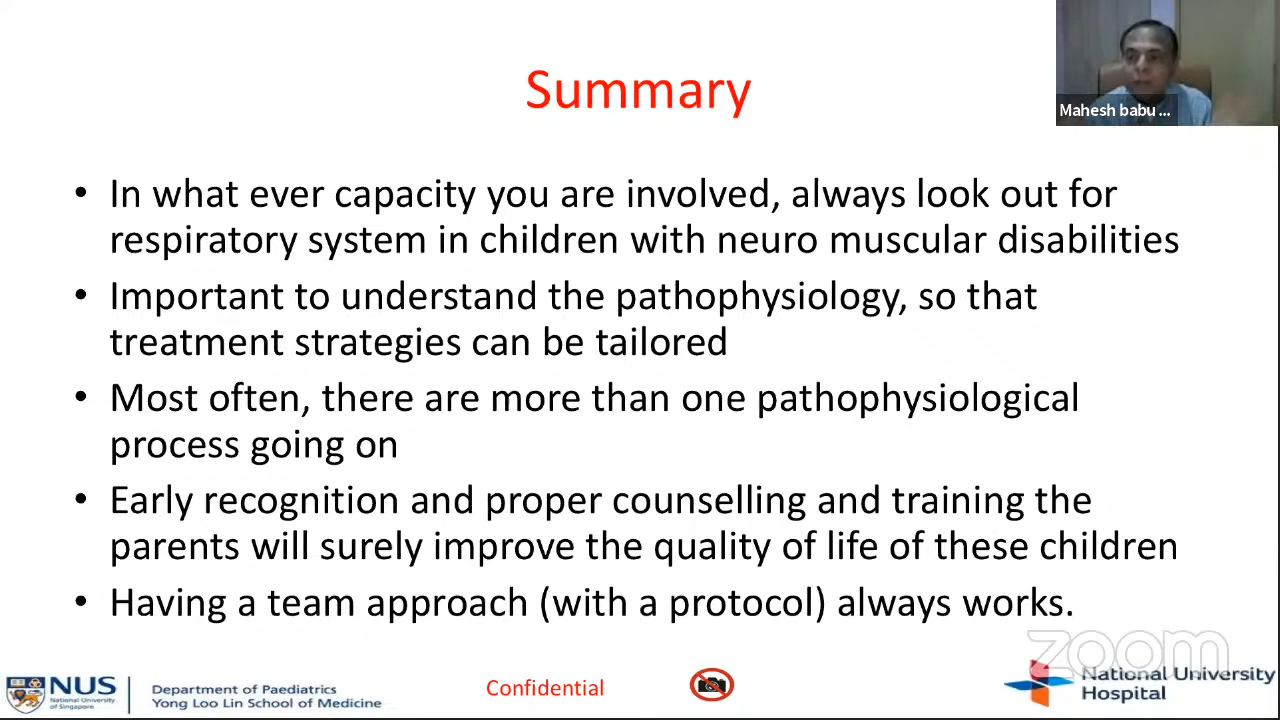 Summary
Mahesh babu ...
• In what ever capacity you are involved, always look out for
respiratory system in children with neuro muscular disabilities
• Important to understand the pathophysiology, so that
treatment strategies can be tailored
• Most often, there are more than one pathophysiological
process going on
• Early recognition and proper counselling and training the
parents will surely improve the quality of life of these children
• Having a team approach (with a protocol) always works.
zoom
NUS
National University
of Singapore
Department of Paediatrics
Yong Loo Lin School of Medicine
Confidential
National University
Hospital